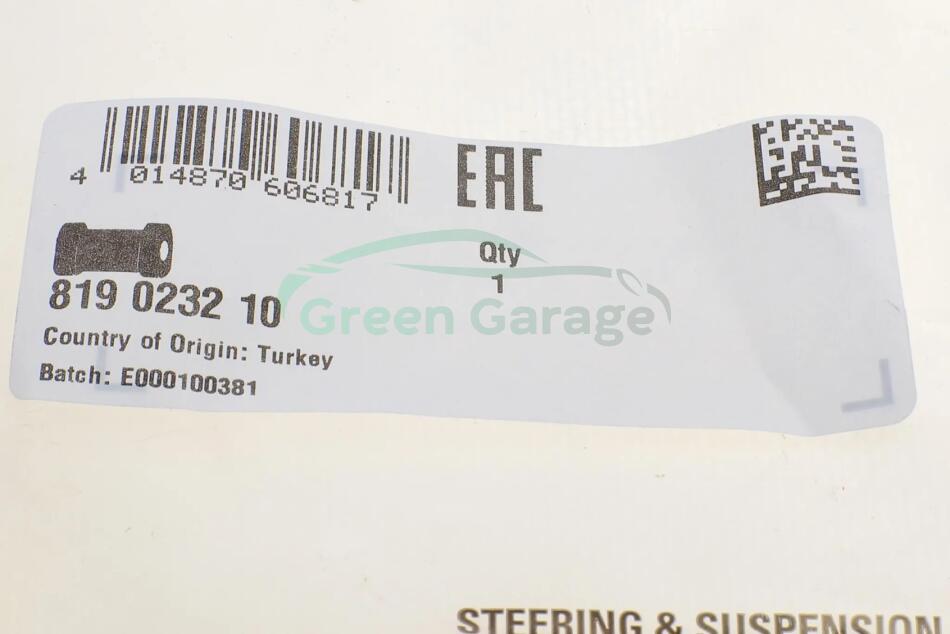 4 014870 606817
EAC
Qty
1
819 0232 10
Green Garage
Country of Origin: Turkey
Batch: E000100381
STEERING & SUSPENSION